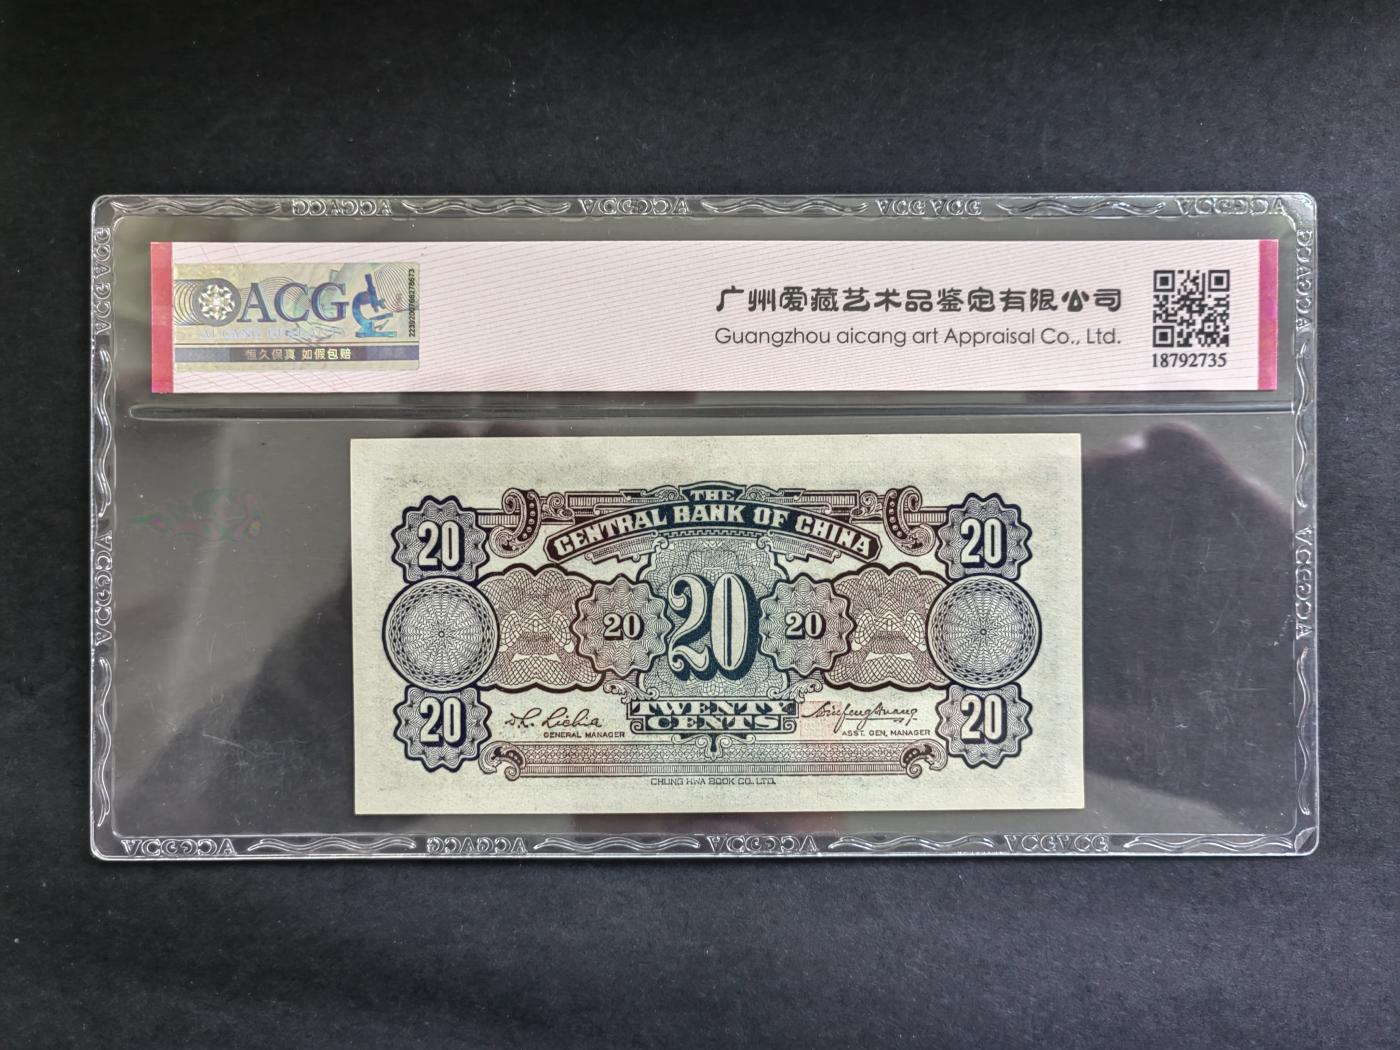 ACG
恒久保真 如假包赔
广州爱藏艺术品鉴定有限公司
Guangzhou aicang art Appraisal Co., Ltd.
18792735
THE
CENTRAL BANK OF CHINA
20
20
20
20
20
20
20
TWENTY
CENTS
GENERAL MANAGER
ASST. GEN. MANAGER
CHUNG HWA BOOK CO. LTD.